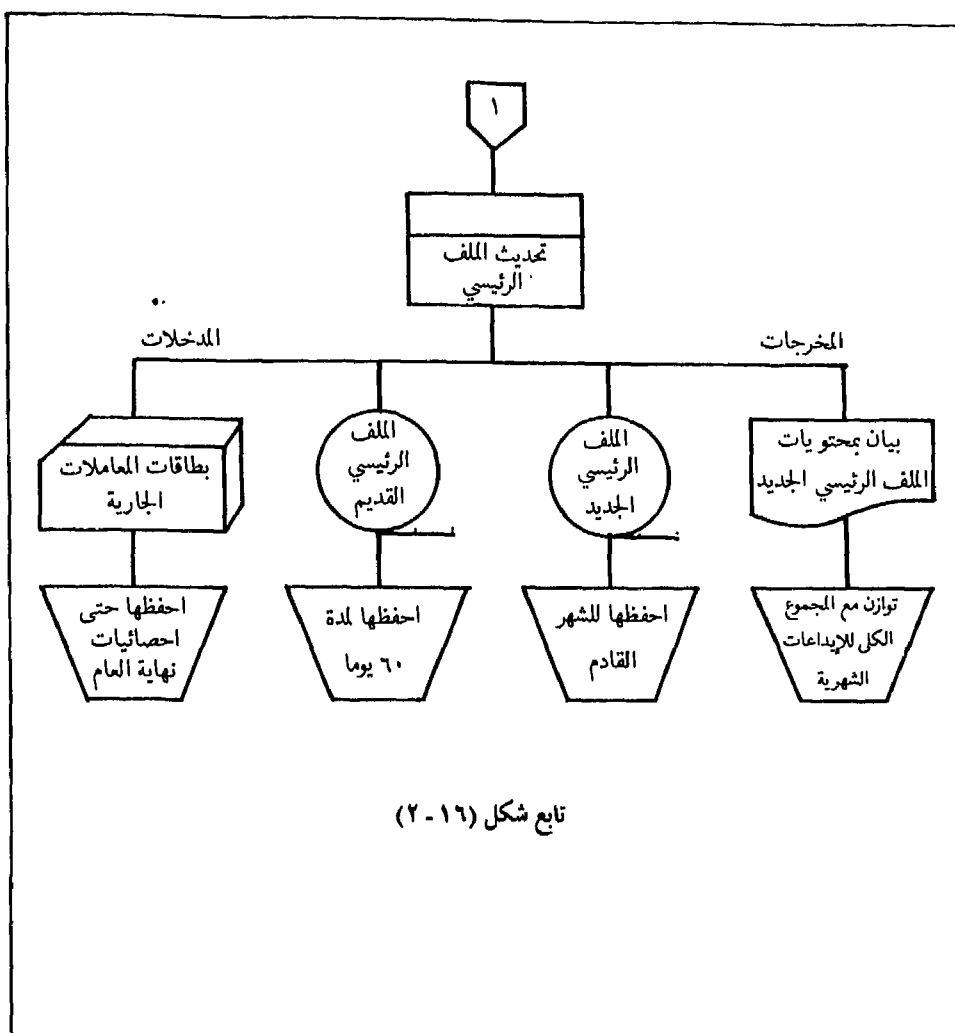 ١
تحديث الملف
الرئيسي
المخرجات
المدخلات
بيان بمحتويات
الملف الرئيسي الجديد
الملف
الرئيسي
الجديد
الملف
الرئيسي
القديم
بطاقات المعاملات
الجارية
توازن مع المجموع
الكلى للإيداعات
الشهرية
احفظها للشهر
القادم
احفظها لمدة
٦٠ يوما
احفظها حتى
احصائيات
نهاية العام
تابع شكل (١٦ - ٢)